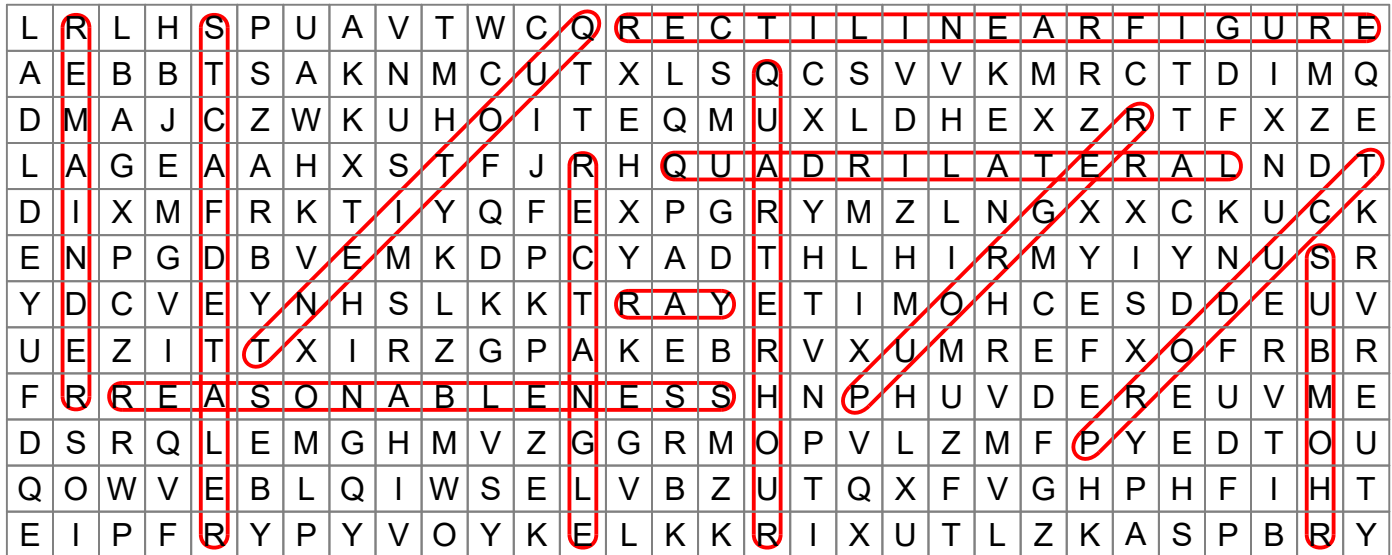 L R L H S P U A V T W C Q R E C T I L I N E A R F I G U R E
A E B B T S A K N M C U T X L S Q C S V V K M R C T D I M Q
D M A J C Z W K U H O I T E Q M U X L D H E X Z R T F X Z E
L A G E A A H X S T F J R H Q U A D R I L A T E R A L N D T
D I X M F R K T I Y Q F E X P G R Y M Z L N G X X C K U C K
E N P G D B V E M K D P C Y A D T H L H I R M Y I Y N U S R
Y D C V E Y N H S L K K T R A Y E T I M O H C E S D D E U V
U E Z I T T X I R Z G P A K E B R V X U M R E F X O F R B R
F R R E A S O N A B L E N E S S H N P H U V D E R E U V M E
D S R Q L E M G H M V Z G G R M O P V L Z M F P Y E D T O U
Q O W V E B L Q I W S E L V B Z U T Q X F V G H P H F I H T
E I P F R Y P Y V O Y K E L K K R I X U T L Z K A S P B R Y